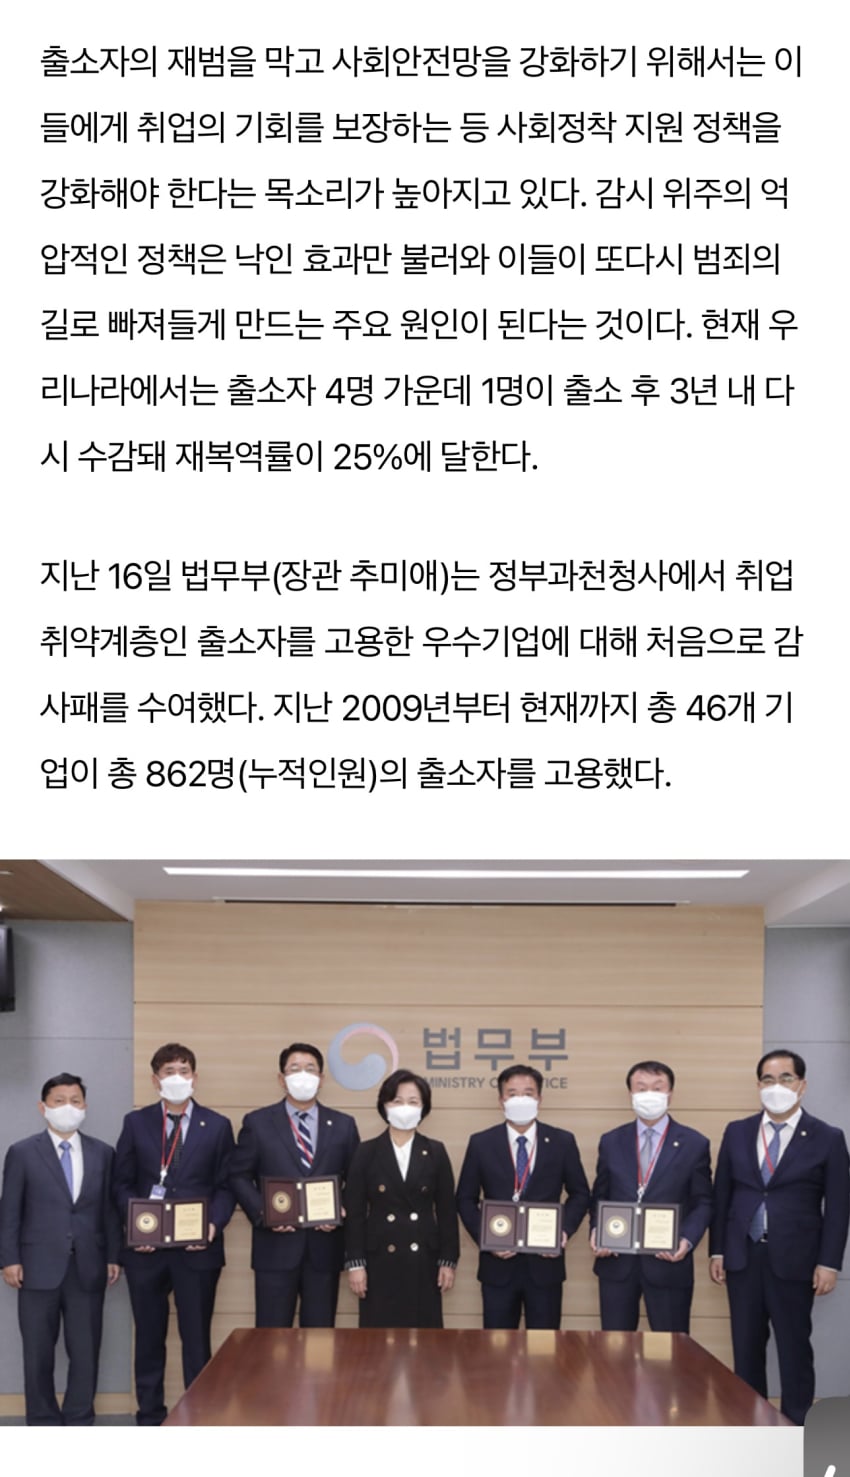 출소자의 재범을 막고 사회안전망을 강화하기 위해서는 이
들에게 취업의 기회를 보장하는 등 사회정착 지원 정책을
강화해야 한다는 목소리가 높아지고 있다. 감시 위주의 억
압적인 정책은 낙인 효과만 불러와 이들이 또다시 범죄의
길로 빠져들게 만드는 주요 원인이 된다는 것이다. 현재 우
리나라에서는 출소자 4명 가운데 1명이 출소 후 3년 내 다
시 수감돼 재복역률이 25%에 달한다.
지난 16일 법무부(장관 추미애)는 정부과천청사에서 취업
취약계층인 출소자를 고용한 우수기업에 대해 처음으로 감
사패를 수여했다. 지난 2009년부터 현재까지 총 46개 기
업이 총 862명(누적인원)의 출소자를 고용했다.
법무부
MINISTRY